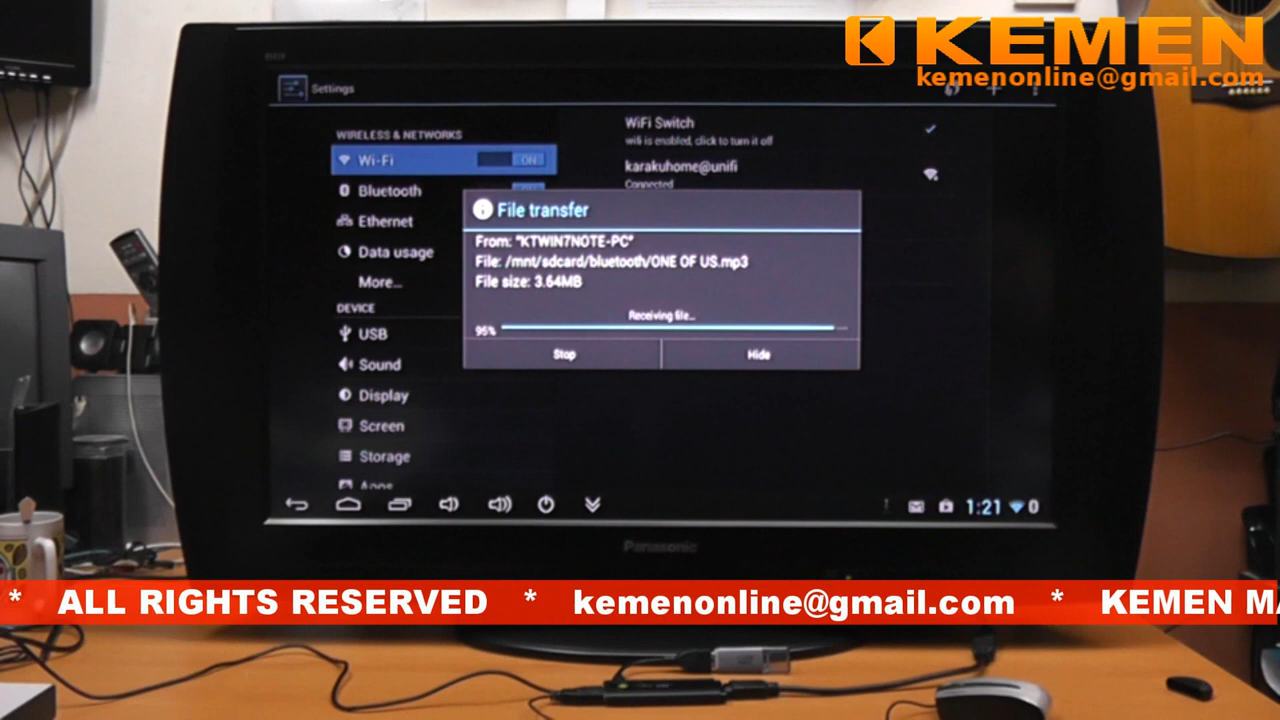 KEMEN
kemenonline@gmail.com
Settings
WIRELESS & NETWORKS
Wi-Fi
ON
Bluetooth
Ethernet
Data usage
More...
DEVICE
USB
Sound
Display
Screen
Storage
Apps
WiFi Switch
wifi is enabled, click to turn it off
karakuhome@unifi
Connected
File transfer
From: "KTWIN7NOTE-PC"
File: /mnt/sdcard/bluetooth/ONE OF US.mp3
File size: 3.64MB
Receiving file...
95%
Stop
Hide
1:21
Panasonic
* ALL RIGHTS RESERVED * kemenonline@gmail.com * KEMEN MA